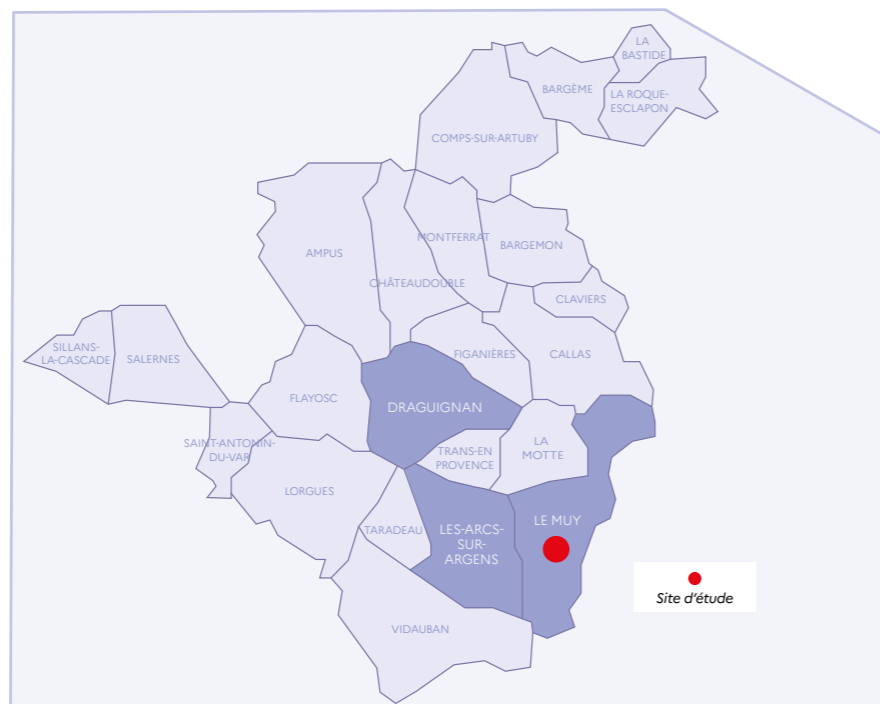 LA
BASTIDE
BARGÈME
LA ROQUE-
ESCLAPON
COMPS-SUR-ARTUBY
MONTFERRAT
BARGEMON
AMPUS
CHÂTEAUDOUBLE
CLAVIERS
SILLANS-
LA-CASCADE
SALERNES
FIGANIÈRES
CALLAS
FLAYOSC
DRAGUIGNAN
SAINT-ANTONIN-
DU-VAR
TRANS-EN
PROVENCE
LA
MOTTE
LORGUES
TARADEAU
LES-ARCS-
SUR-
ARGENS
LE MUY
Site d'étude
VIDAUBAN